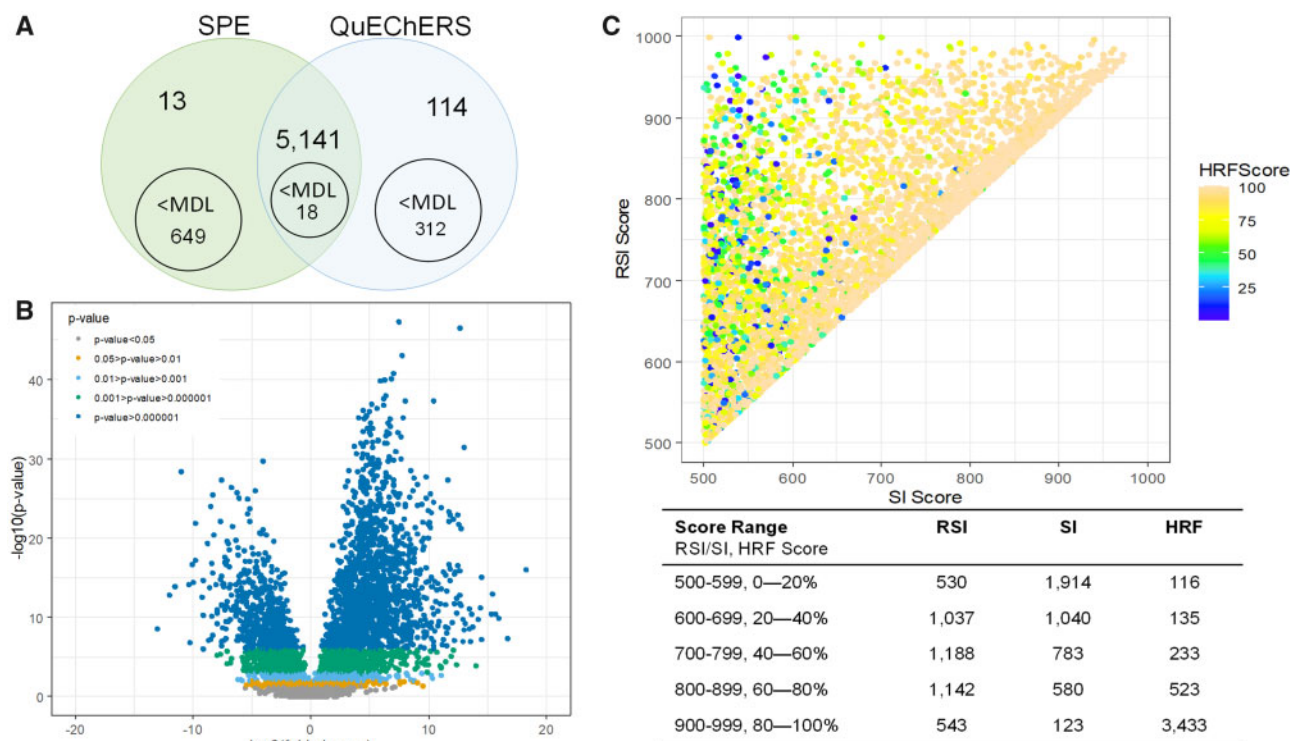 A
SPE QuEChERS
13
5,141
114
<MDL
649
<MDL
18
<MDL
312
B
p-value
p-value<0.05
0.05>p-value>0.01
0.01>p-value>0.001
0.001>p-value>0.000001
p-value>0.000001
-log10(p-value)
40
30
20
10
0
-20 -10 0 10 20
C
RSI Score
1000
900
800
700
600
500
500 600 700 800 900 1000
SI Score
HRFScore
100
75
50
25
Score Range RSI SI HRF
RSI/SI, HRF Score
500-599, 0—20% 530 1,914 116
600-699, 20—40% 1,037 1,040 135
700-799, 40—60% 1,188 783 233
800-899, 60—80% 1,142 580 523
900-999, 80—100% 543 123 3,433